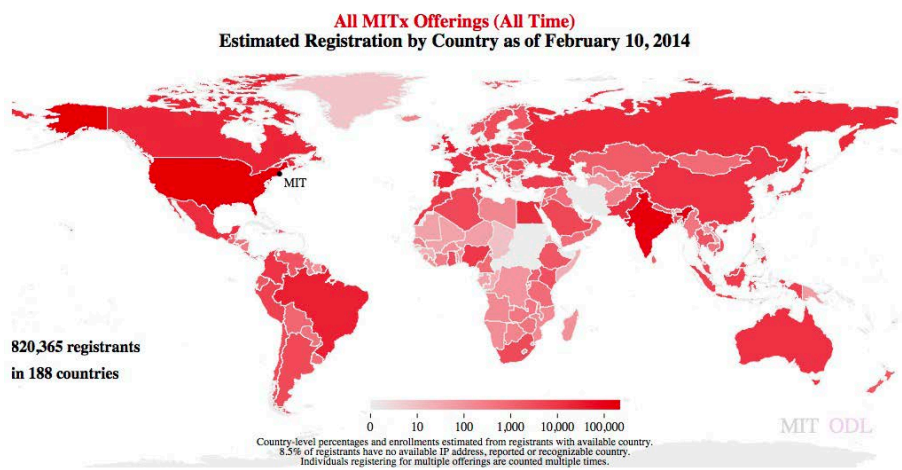 All MITx Offerings (All Time)
Estimated Registration by Country as of February 10, 2014
MIT
820,365 registrants
in 188 countries
0 10 100 1,000 10,000 100,000
MIT ODL
Country-level percentages and enrollments estimated from registrants with available country.
8.5% of registrants have no available IP address, reported or recognizable country.
Individuals registering for multiple offerings are counted multiple times.